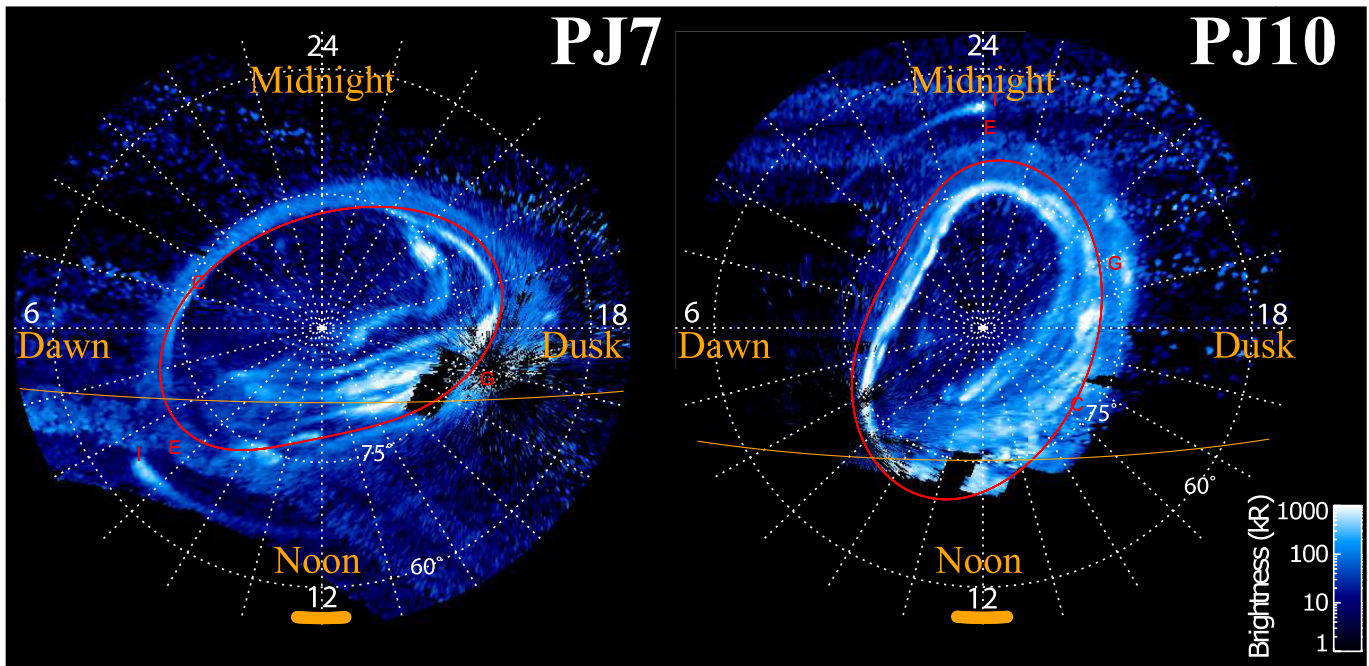 PJ7
24
Midnight
6
Dawn
18
Dusk
C
G
E
I
75°
60°
Noon
12
PJ10
24
Midnight
I
E
G
6
Dawn
18
Dusk
C
75°
60°
Noon
12
Brightness (kR)
1000
100
10
1